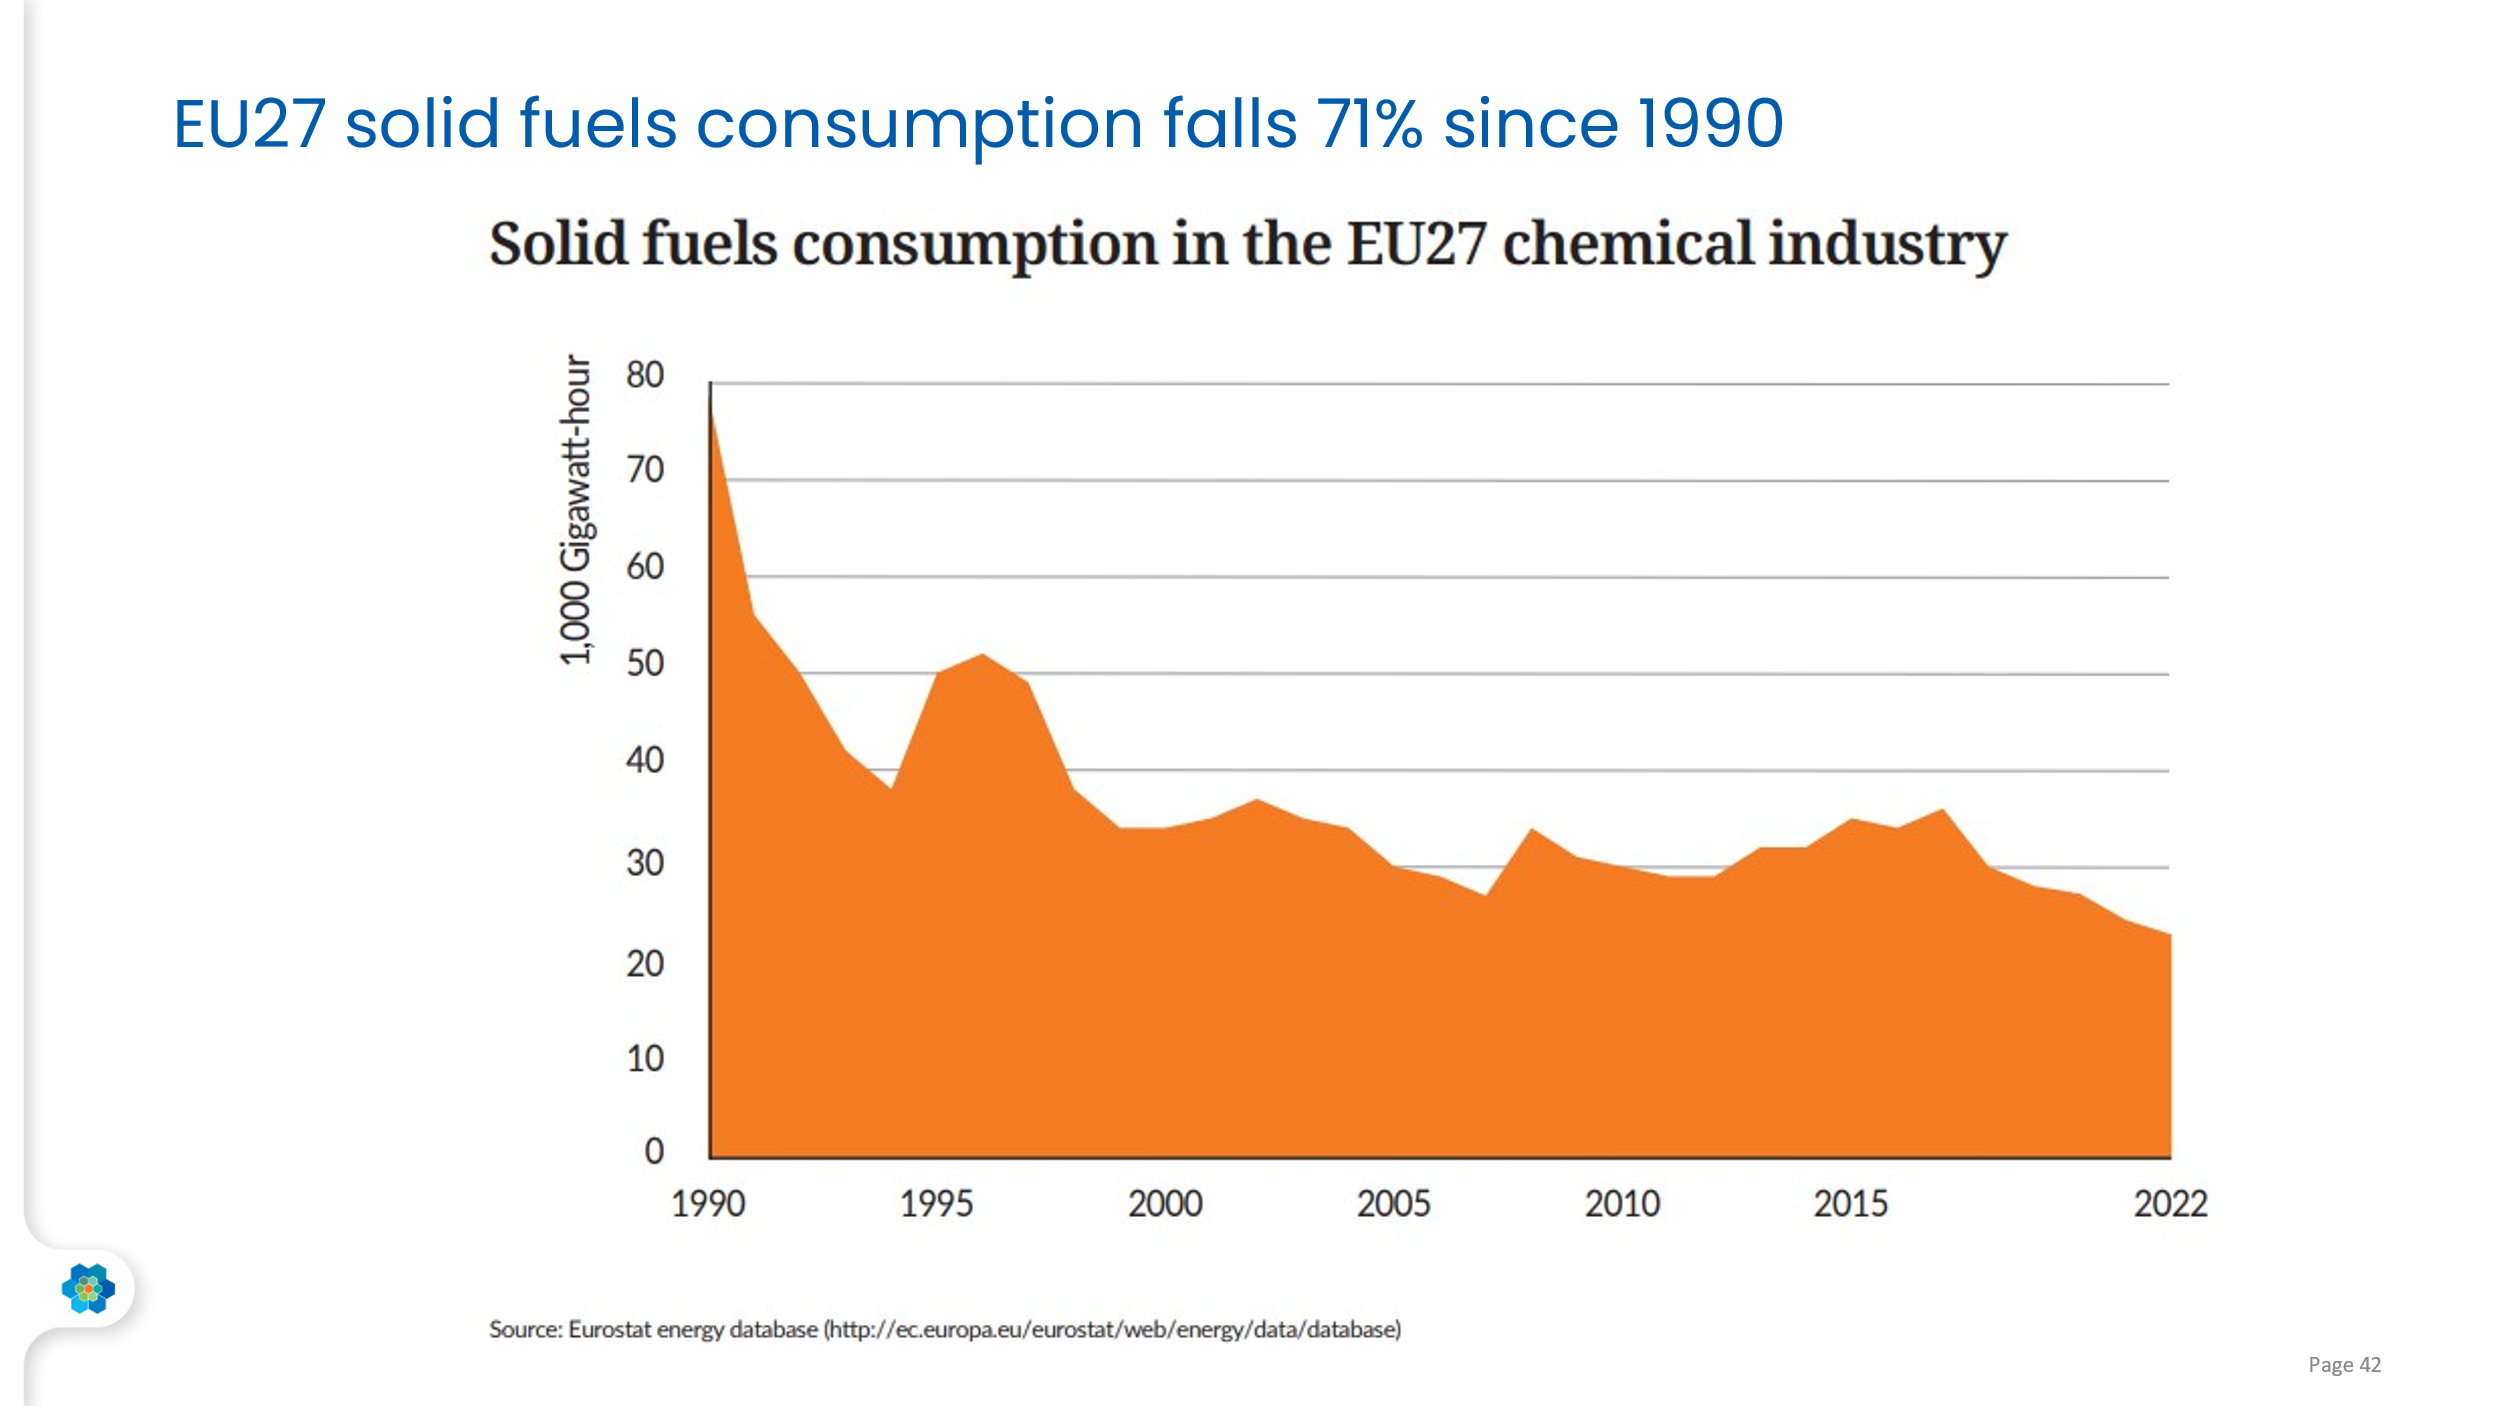 EU27 solid fuels consumption falls 71% since 1990
Solid fuels consumption in the EU27 chemical industry
1,000 Gigawatt-hour
80
70
60
50
40
30
20
10
0
1990 1995 2000 2005 2010 2015 2022
Source: Eurostat energy database (http://ec.europa.eu/eurostat/web/energy/data/database)
Page 42